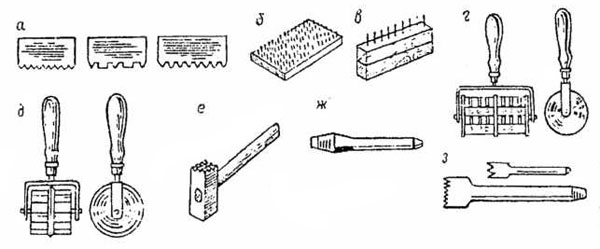 а б в г
д е ж з